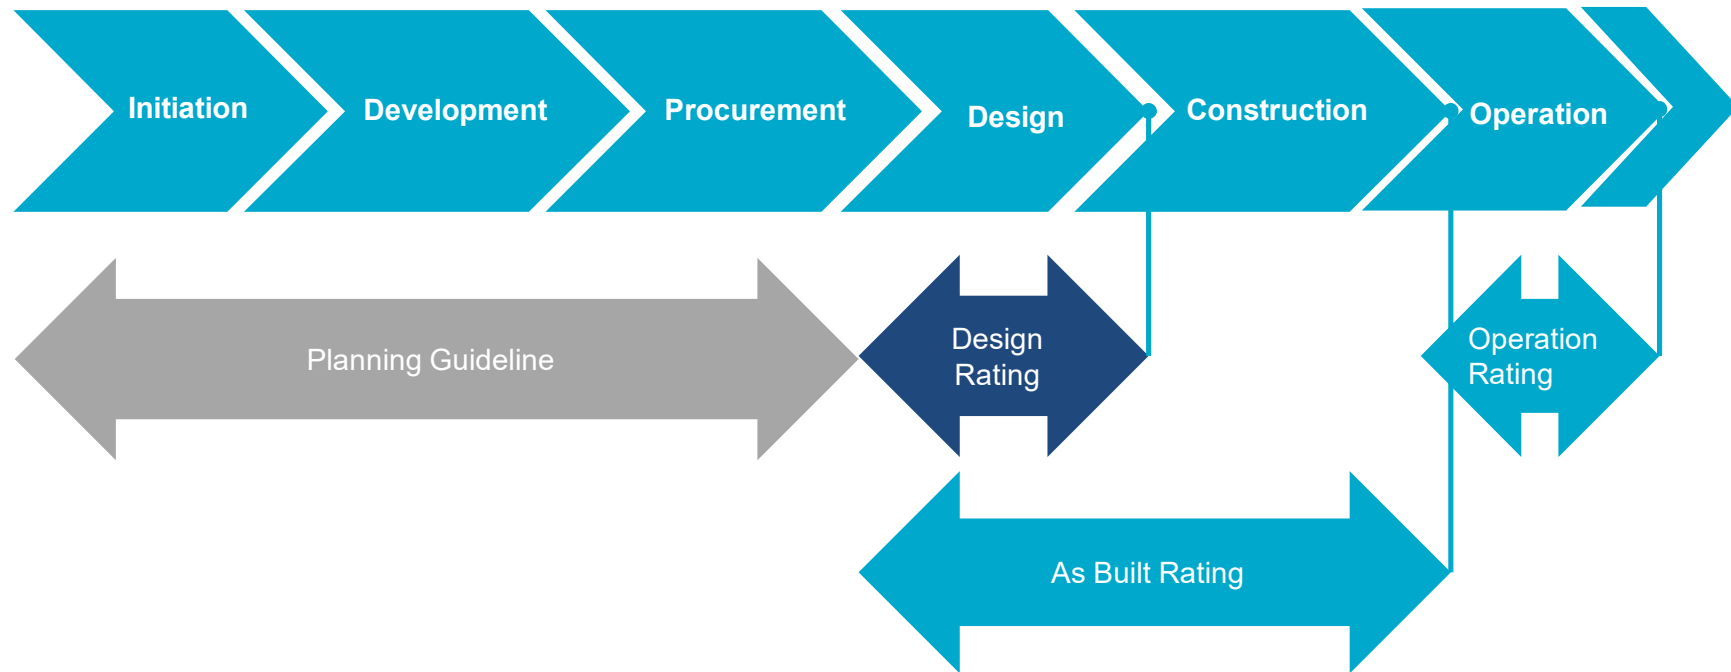 Initiation
Development
Procurement
Design
Construction
Operation
Planning Guideline
Design
Rating
Operation
Rating
As Built Rating